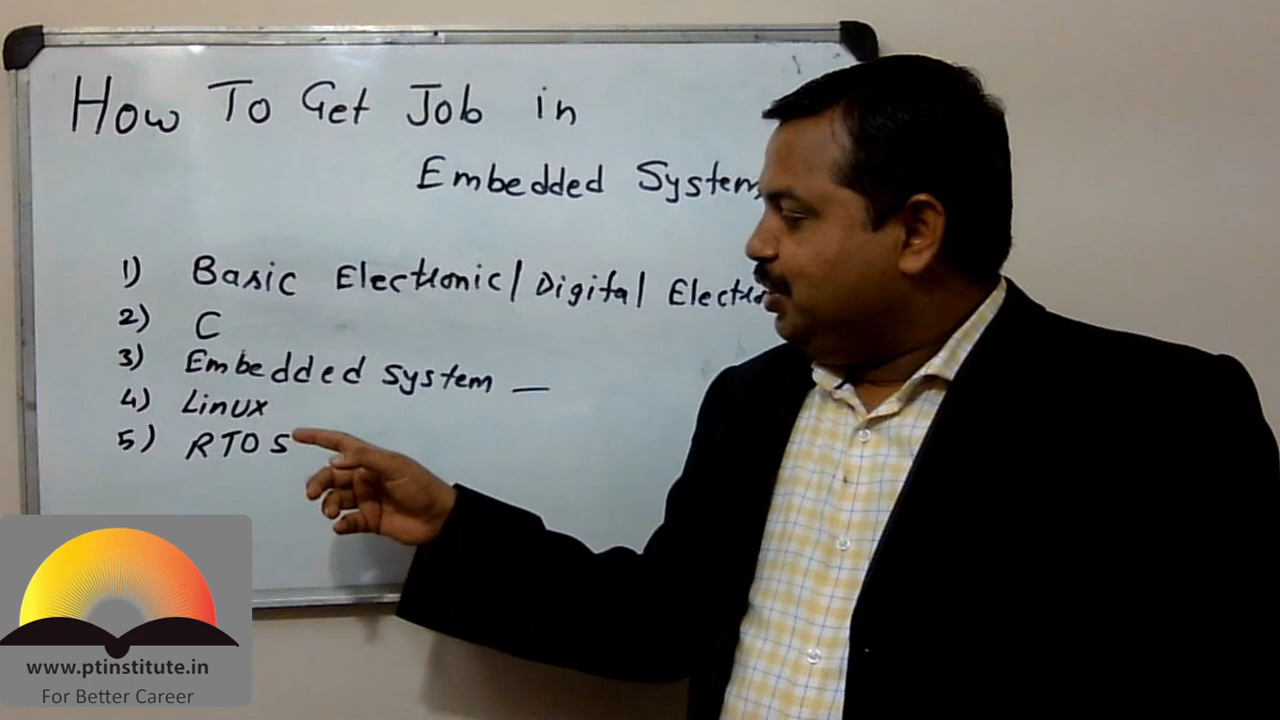 How To Get Job in
Embedded System
1) Basic Electronic/Digital Electro
2) C
3) Embedded System —
4) Linux
5) RTOS
www.ptinstitute.in
For Better Career